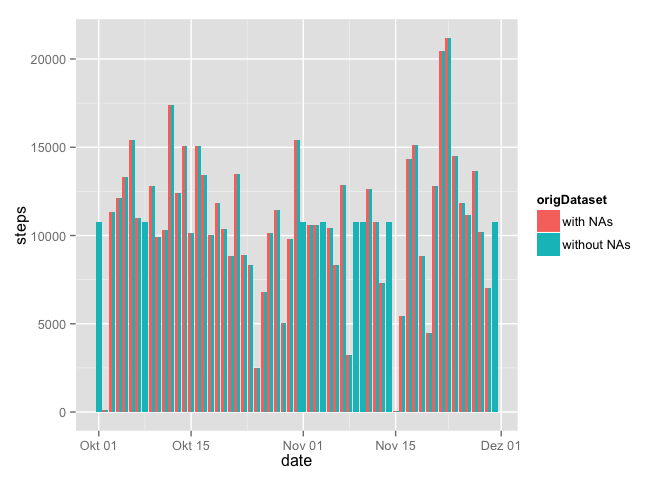 20000
15000
10000
5000
0
steps
Okt 01
Okt 15
Nov 01
Nov 15
Dez 01
date
origDataset
with NAs
without NAs